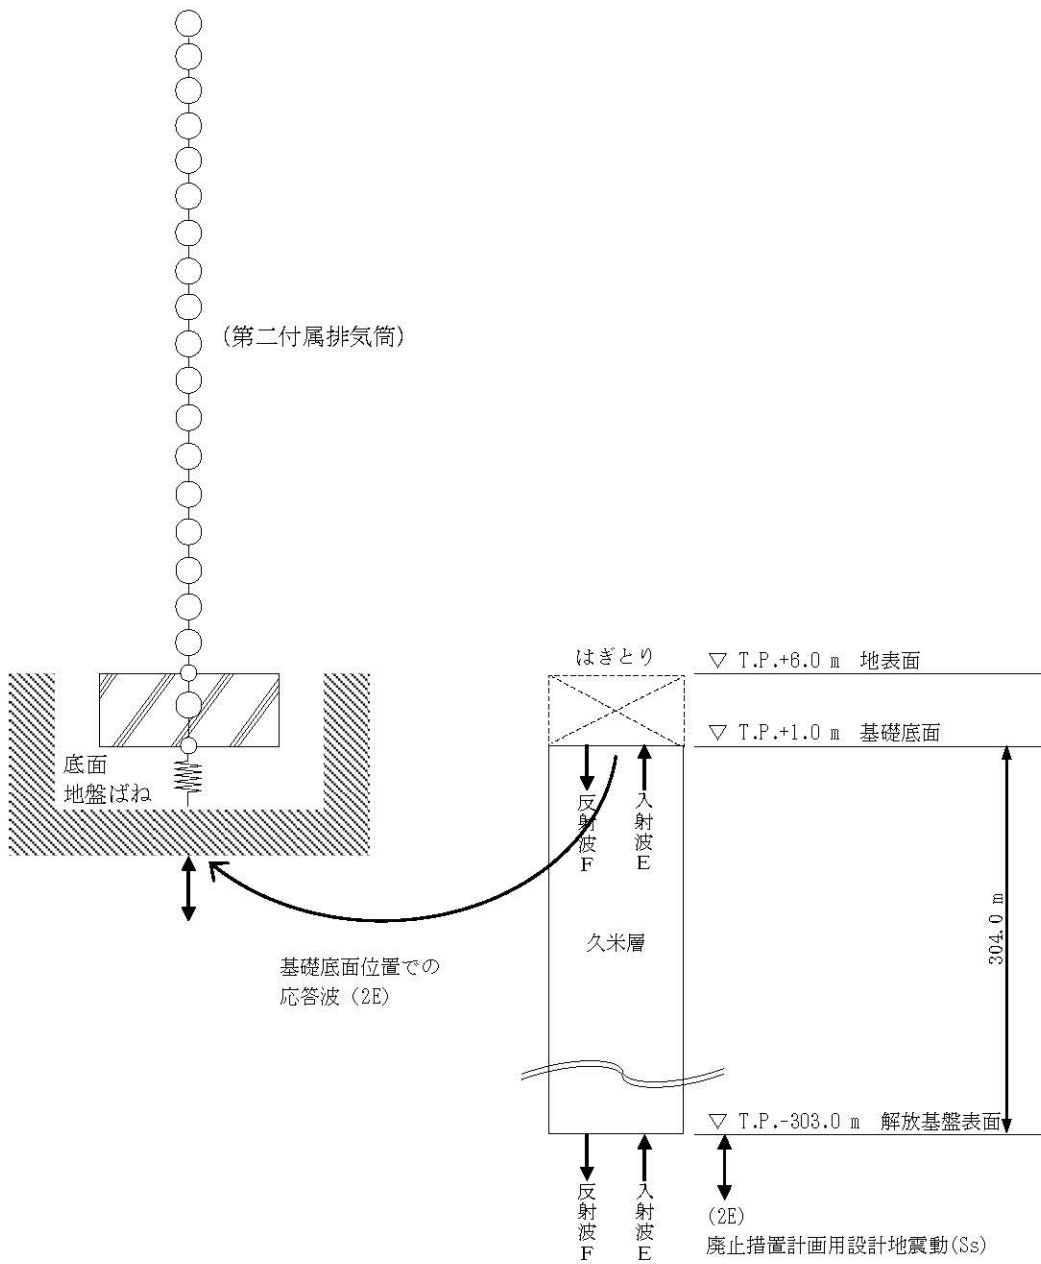 (第二付属排気筒)
はぎとり
▽ T.P.+6.0 m 地表面
▽ T.P.+1.0 m 基礎底面
底面
地盤ばね
反射波F
入射波E
久米層
304.0 m
基礎底面位置での
応答波 (2E)
▽ T.P.-303.0 m 解放基盤表面
反射波F
入射波E
(2E)
廃止措置計画用設計地震動(Ss)